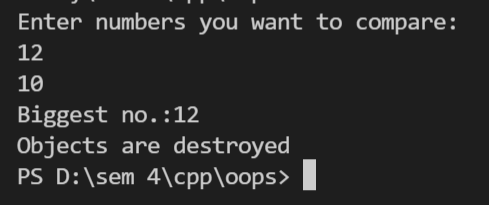 Enter numbers you want to compare:
12
10
Biggest no.:12
Objects are destroyed
PS D:\sem 4\cpp\oops>